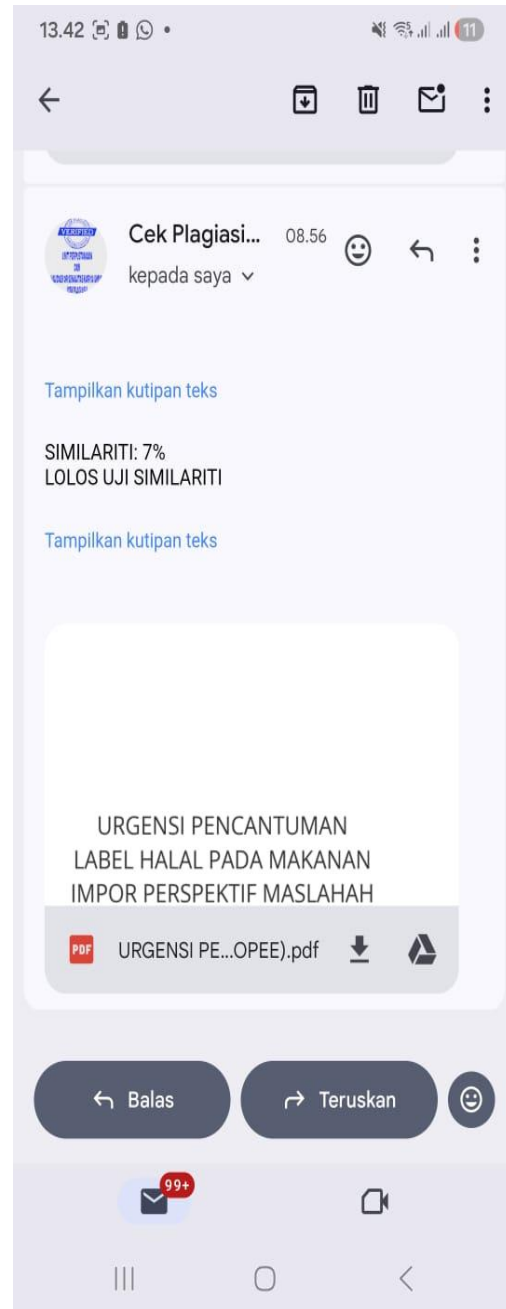 13.42
11
Cek Plagiasi... 08.56
kepada saya
VERIFIED
Tampilkan kutipan teks
SIMILARITI: 7%
LOLOS UJI SIMILARITI
Tampilkan kutipan teks
URGENSI PENCANTUMAN
LABEL HALAL PADA MAKANAN
IMPOR PERSPEKTIF MASLAHAH
PDF URGENSI PE...OPEE).pdf
Balas Teruskan
99+